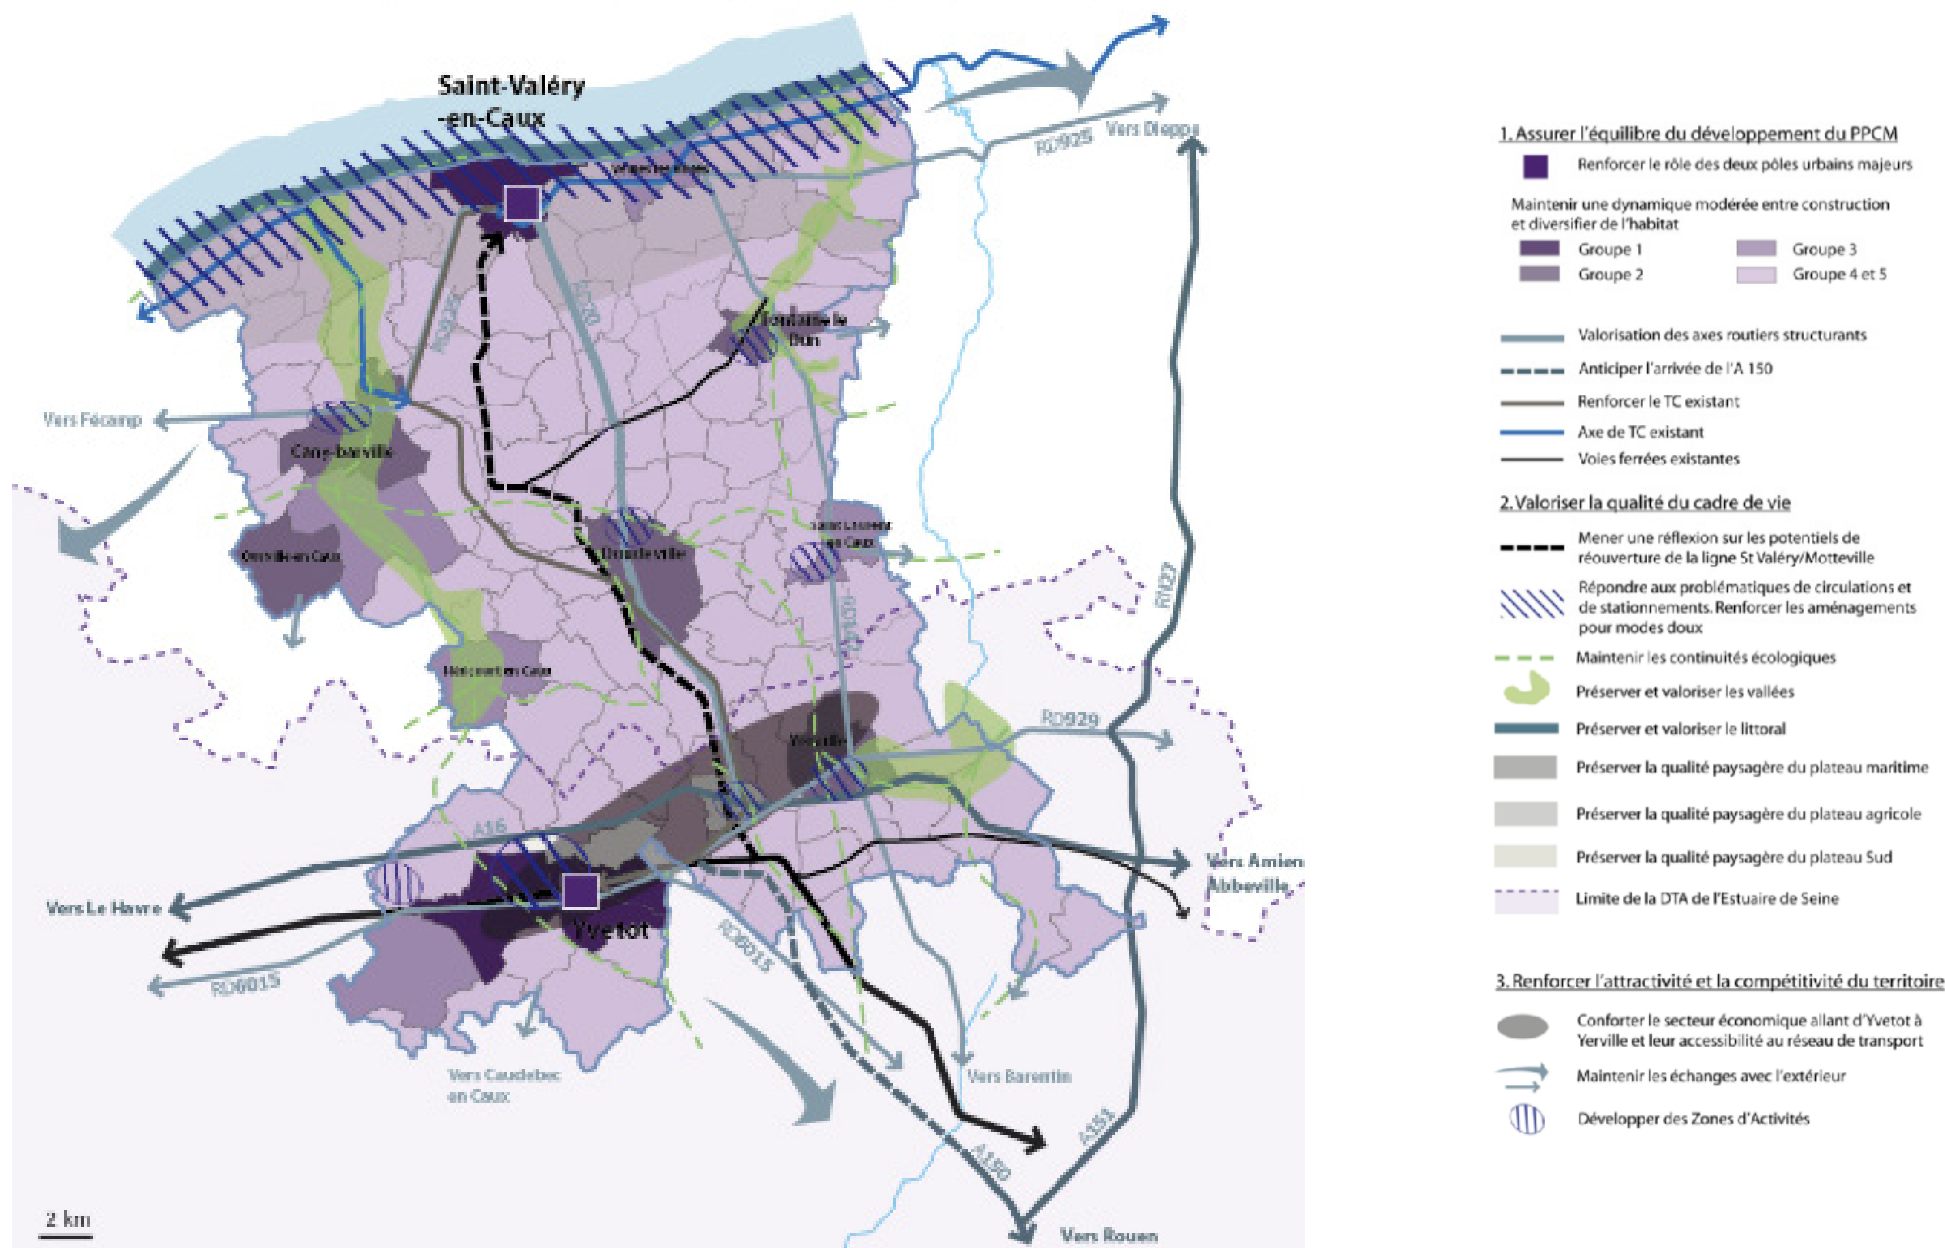 Saint-Valéry
-en-Caux
Vers Dieppe
RD925
Fontaine le
Dun
Vers Fécamp
Cany-barville
Doudeville
Saint Laurent
en Caux
RN27
Héricourt en Caux
RD929
Yerville
A16
Vers Amien
Abbeville
Vers Le Havre
Yvetot
RD6015
RD6015
Vers Caudebec
en Caux
Vers Barentin
A151
A150
Vers Rouen
2 km
1. Assurer l'équilibre du développement du PPCM
Renforcer le rôle des deux pôles urbains majeurs
Maintenir une dynamique modérée entre construction
et diversifier de l'habitat
Groupe 1
Groupe 3
Groupe 2
Groupe 4 et 5
Valorisation des axes routiers structurants
Anticiper l'arrivée de l'A 150
Renforcer le TC existant
Axe de TC existant
Voies ferrées existantes
2. Valoriser la qualité du cadre de vie
Mener une réflexion sur les potentiels de
réouverture de la ligne St Valéry/Motteville
Répondre aux problématiques de circulations et
de stationnements. Renforcer les aménagements
pour modes doux
Maintenir les continuités écologiques
Préserver et valoriser les vallées
Préserver et valoriser le littoral
Préserver la qualité paysagère du plateau maritime
Préserver la qualité paysagère du plateau agricole
Préserver la qualité paysagère du plateau Sud
Limite de la DTA de l'Estuaire de Seine
3. Renforcer l'attractivité et la compétitivité du territoire
Conforter le secteur économique allant d'Yvetot à
Yerville et leur accessibilité au réseau de transport
Maintenir les échanges avec l'extérieur
Développer des Zones d'Activités